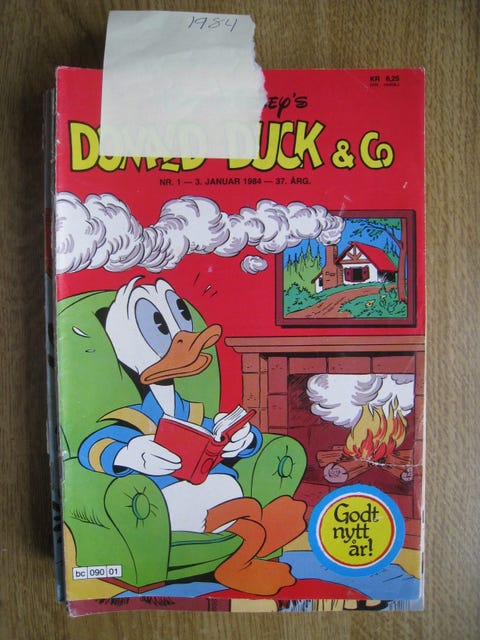 1984
KR 6,25
EY'S
DONALD DUCK & Co
NR. 1 — 3. JANUAR 1984 — 37. ÅRG.
Godt
nytt
år!
bc 090 01